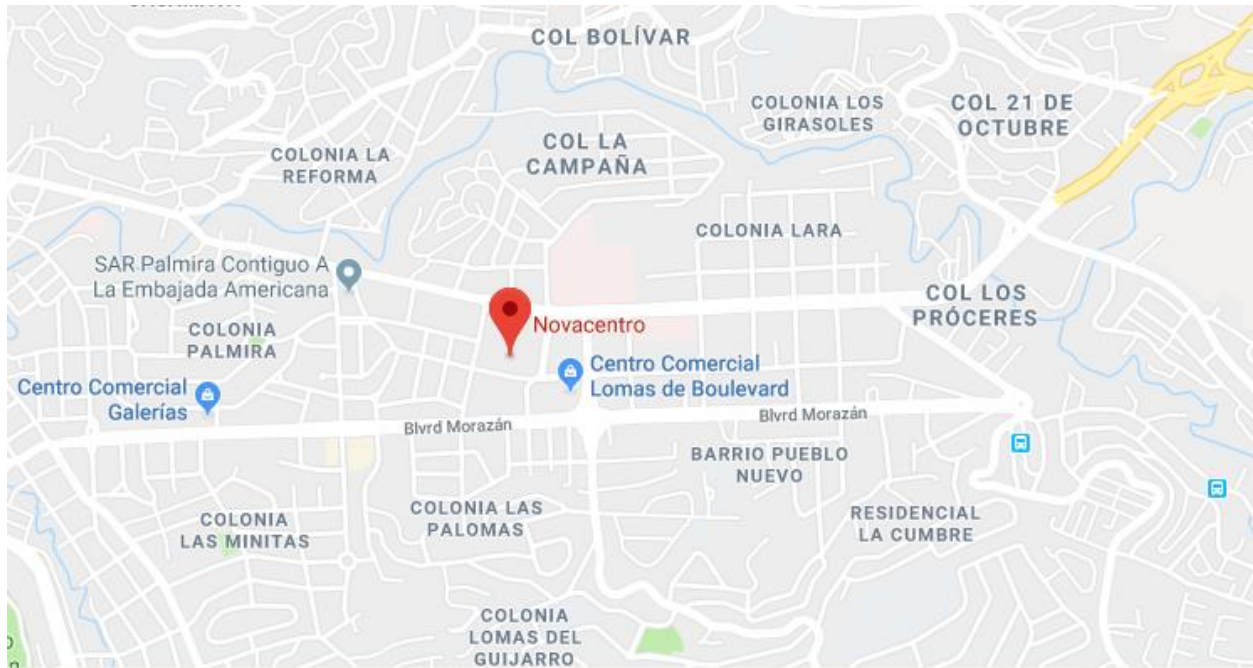 COL BOLÍVAR
COLONIA LOS
GIRASOLES
COL 21 DE
OCTUBRE
COL LA
CAMPAÑA
COLONIA LA
REFORMA
COLONIA LARA
SAR Palmira Contiguo A
La Embajada Americana
COL LOS
PRÓCERES
Novacentro
COLONIA
PALMIRA
Centro Comercial
Lomas de Boulevard
Centro Comercial
Galerías
Blvrd Morazán
Blvrd Morazán
BARRIO PUEBLO
NUEVO
COLONIA LAS
PALOMAS
COLONIA
LAS MINITAS
RESIDENCIAL
LA CUMBRE
COLONIA
LOMAS DEL
GUIJARRO